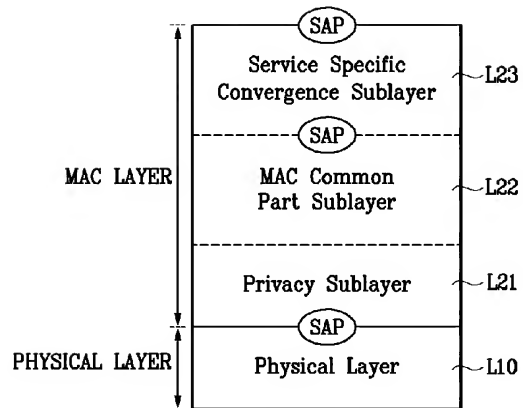 SAP
Service Specific
Convergence Sublayer
L23
SAP
MAC LAYER
MAC Common
Part Sublayer
L22
Privacy Sublayer
L21
SAP
PHYSICAL LAYER
Physical Layer
L10